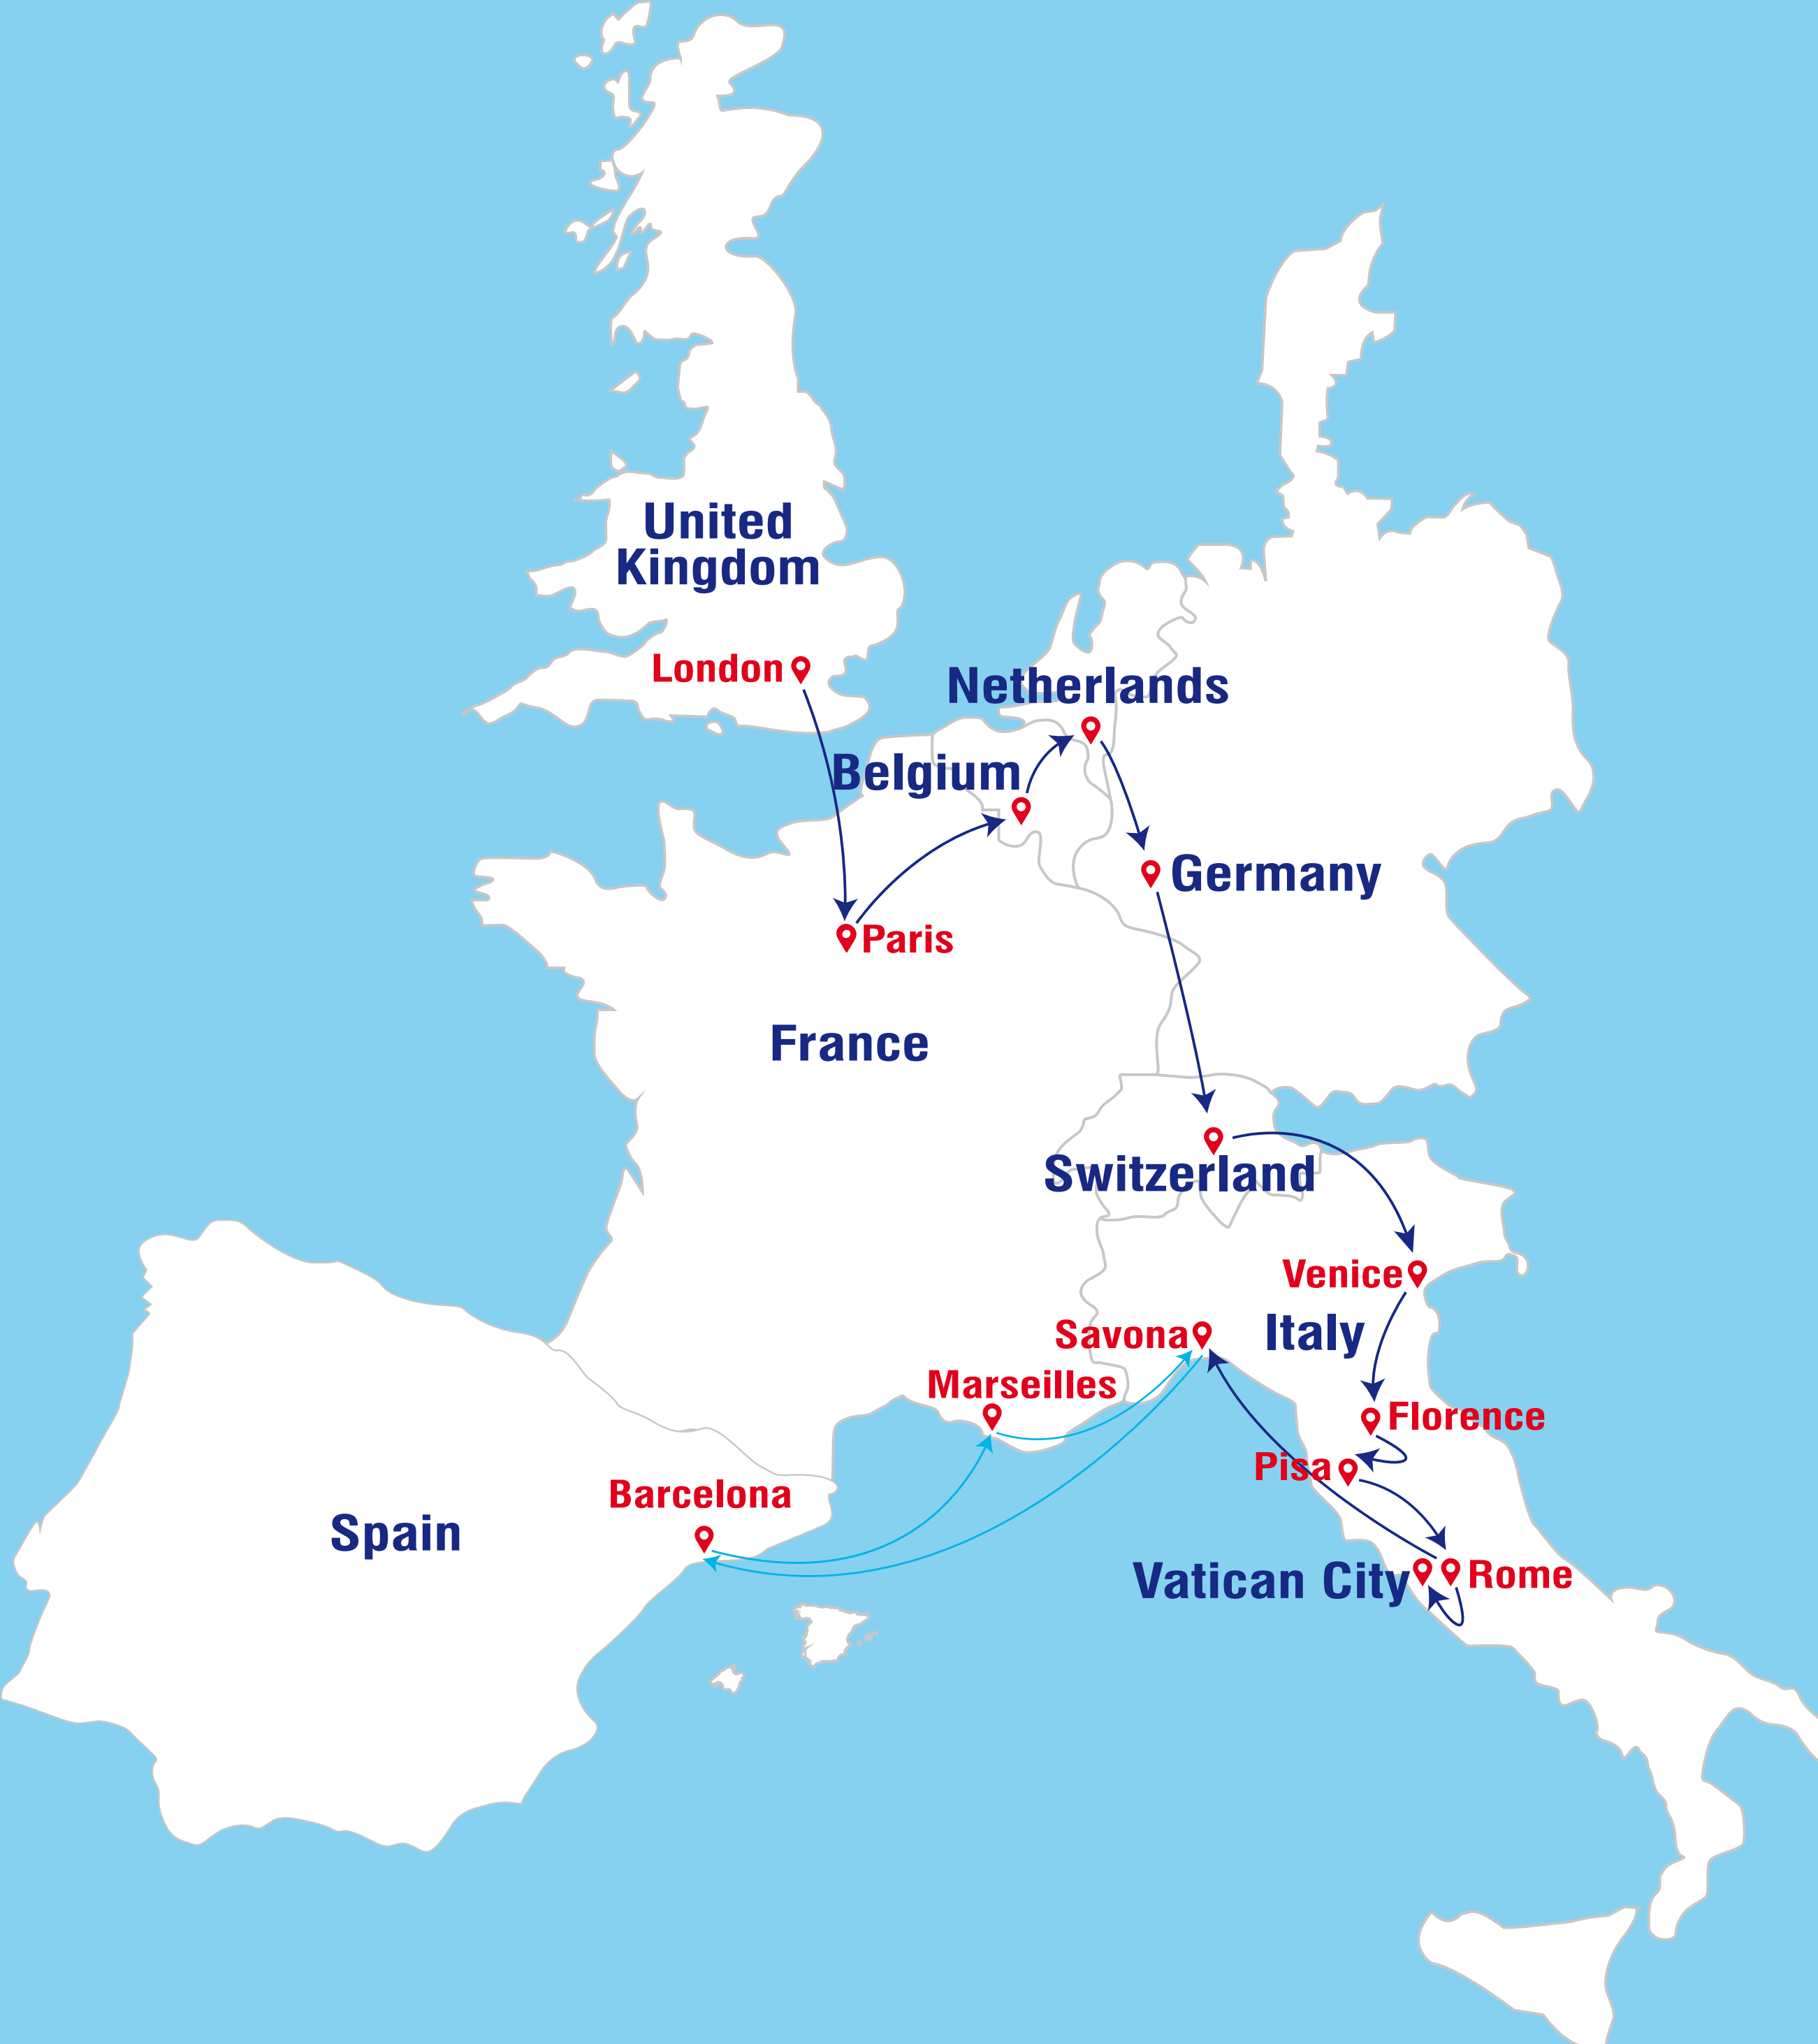 United
Kingdom
London
Netherlands
Belgium
Germany
Paris
France
Switzerland
Venice
Savona
Italy
Marseilles
Florence
Pisa
Barcelona
Spain
Vatican City
Rome